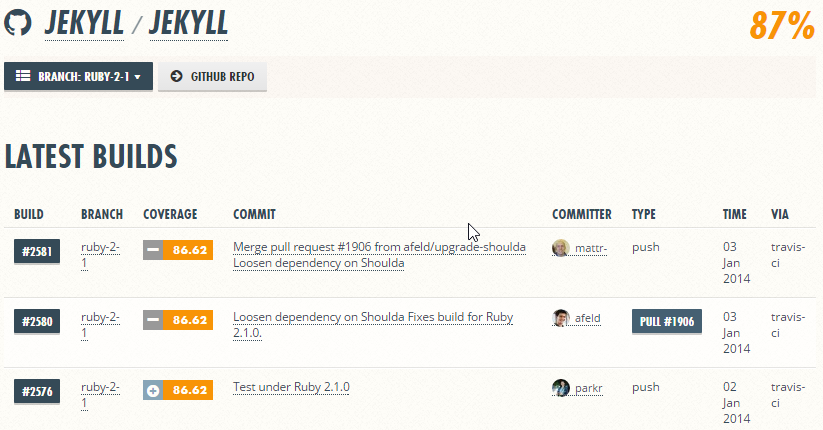 JEKYLL / JEKYLL
87%
BRANCH: RUBY-2-1
GITHUB REPO
LATEST BUILDS
BUILD BRANCH COVERAGE COMMIT COMMITTER TYPE TIME VIA
#2581 ruby-2- 86.62 Merge pull request #1906 from afeld/upgrade-shoulda mattr- push 03 travis-
1 Loosen dependency on Shoulda Jan ci
2014
#2580 ruby-2- 86.62 Loosen dependency on Shoulda Fixes build for Ruby afeld PULL #1906 03 travis-
1 2.1.0. Jan ci
2014
#2576 ruby-2- 86.62 Test under Ruby 2.1.0 parkr push 02 travis-
1 Jan ci
2014